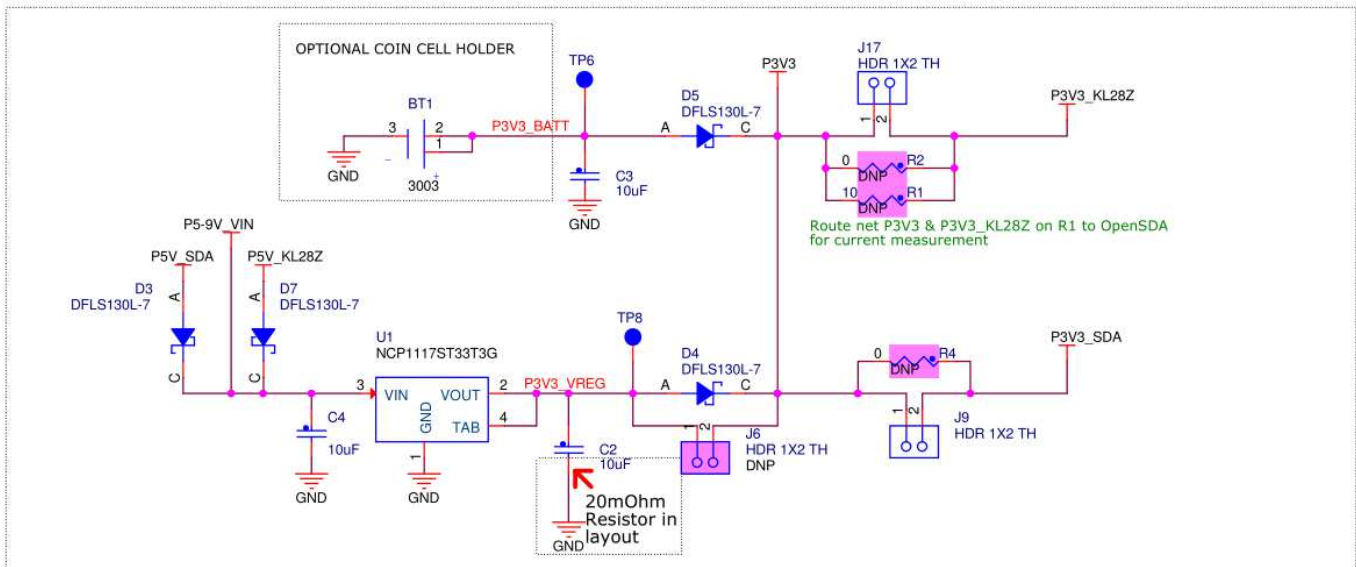 OPTIONAL COIN CELL HOLDER
BT1
3
2
1
-
+
3003
GND
P3V3_BATT
TP6
C3
10uF
GND
D5
DFLS130L-7
A
C
P3V3
J17
HDR 1X2 TH
1
2
P3V3_KL28Z
0
R2
DNP
10
R1
DNP
Route net P3V3 & P3V3_KL28Z on R1 to OpenSDA
for current measurement
P5-9V_VIN
P5V_SDA
P5V_KL28Z
D3
DFLS130L-7
A
C
D7
DFLS130L-7
A
C
C4
10uF
GND
U1
NCP1117ST33T3G
3
VIN
VOUT
2
GND
TAB
4
1
GND
P3V3_VREG
TP8
C2
10uF
20mOhm
Resistor in
layout
GND
D4
DFLS130L-7
A
C
1
2
J6
HDR 1X2 TH
DNP
0
R4
DNP
P3V3_SDA
1
2
J9
HDR 1X2 TH